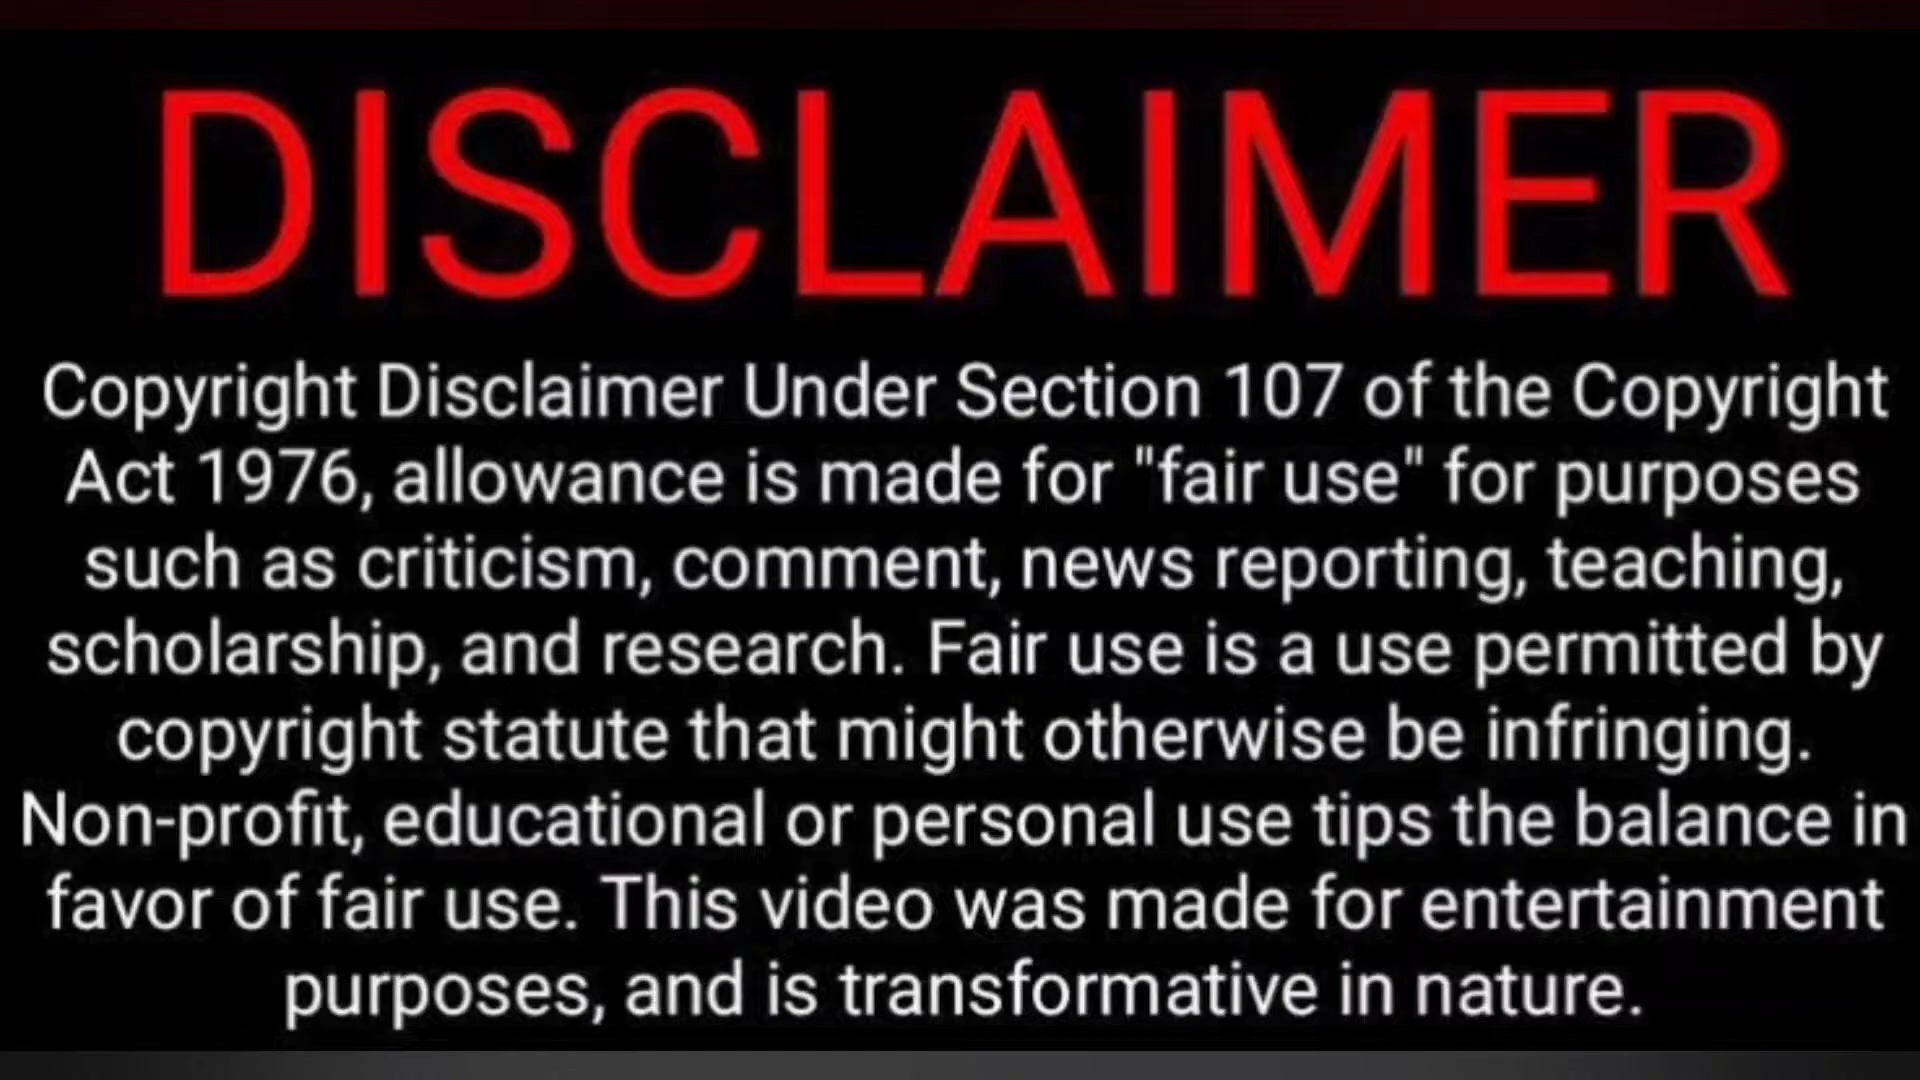 DISCLAIMER
Copyright Disclaimer Under Section 107 of the Copyright
Act 1976, allowance is made for "fair use" for purposes
such as criticism, comment, news reporting, teaching,
scholarship, and research. Fair use is a use permitted by
copyright statute that might otherwise be infringing.
Non-profit, educational or personal use tips the balance in
favor of fair use. This video was made for entertainment
purposes, and is transformative in nature.